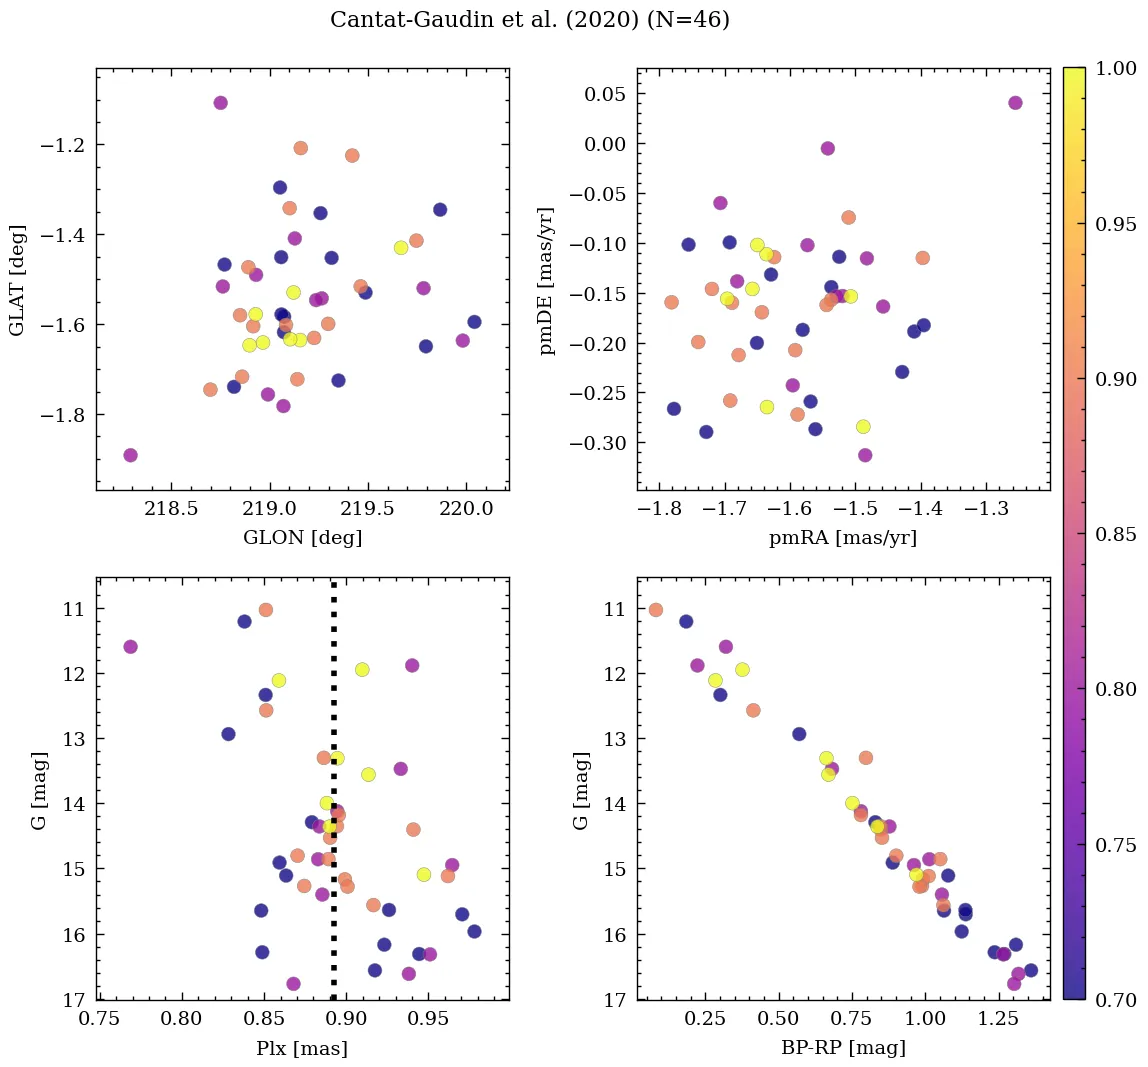 Cantat-Gaudin et al. (2020) (N=46)
−1.2
−1.4
−1.6
−1.8
GLAT [deg]
218.5 219.0 219.5 220.0
GLON [deg]
0.05
0.00
−0.05
−0.10
−0.15
−0.20
−0.25
−0.30
pmDE [mas/yr]
−1.8 −1.7 −1.6 −1.5 −1.4 −1.3
pmRA [mas/yr]
11
12
13
14
15
16
17
G [mag]
0.75 0.80 0.85 0.90 0.95
Plx [mas]
11
12
13
14
15
16
17
G [mag]
0.25 0.50 0.75 1.00 1.25
BP-RP [mag]
1.00
0.95
0.90
0.85
0.80
0.75
0.70